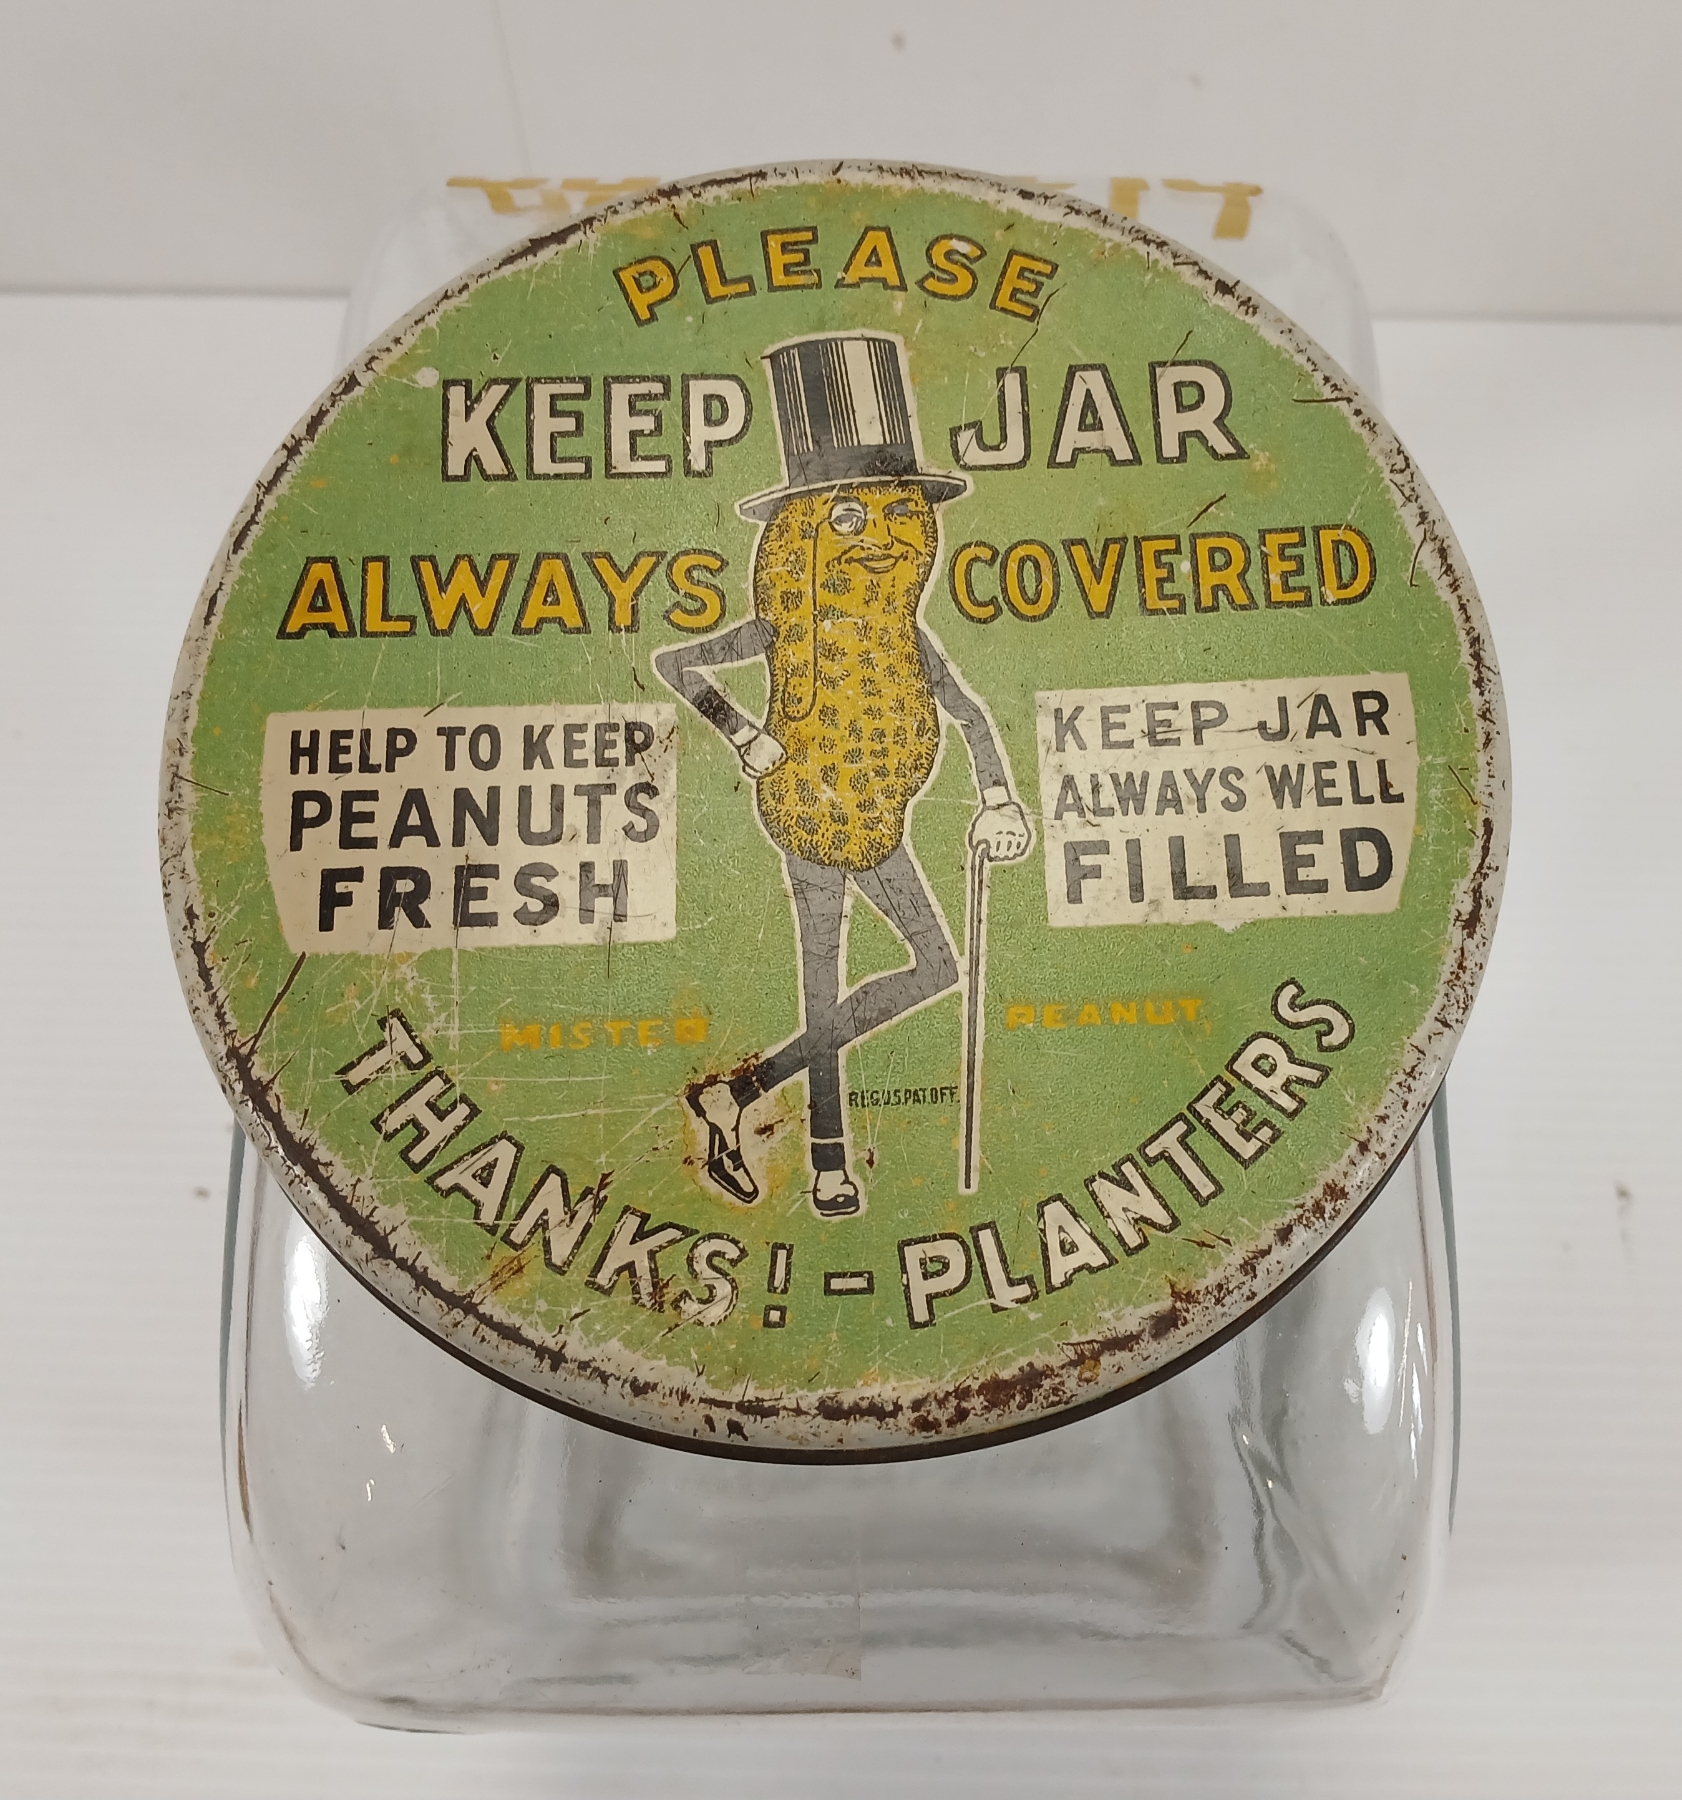 PLEASE
KEEP JAR
ALWAYS COVERED
HELP TO KEEP
PEANUTS
FRESH
KEEP JAR
ALWAYS WELL
FILLED
MISTER PEANUT
REG.U.S.PAT.OFF.
THANKS! - PLANTERS